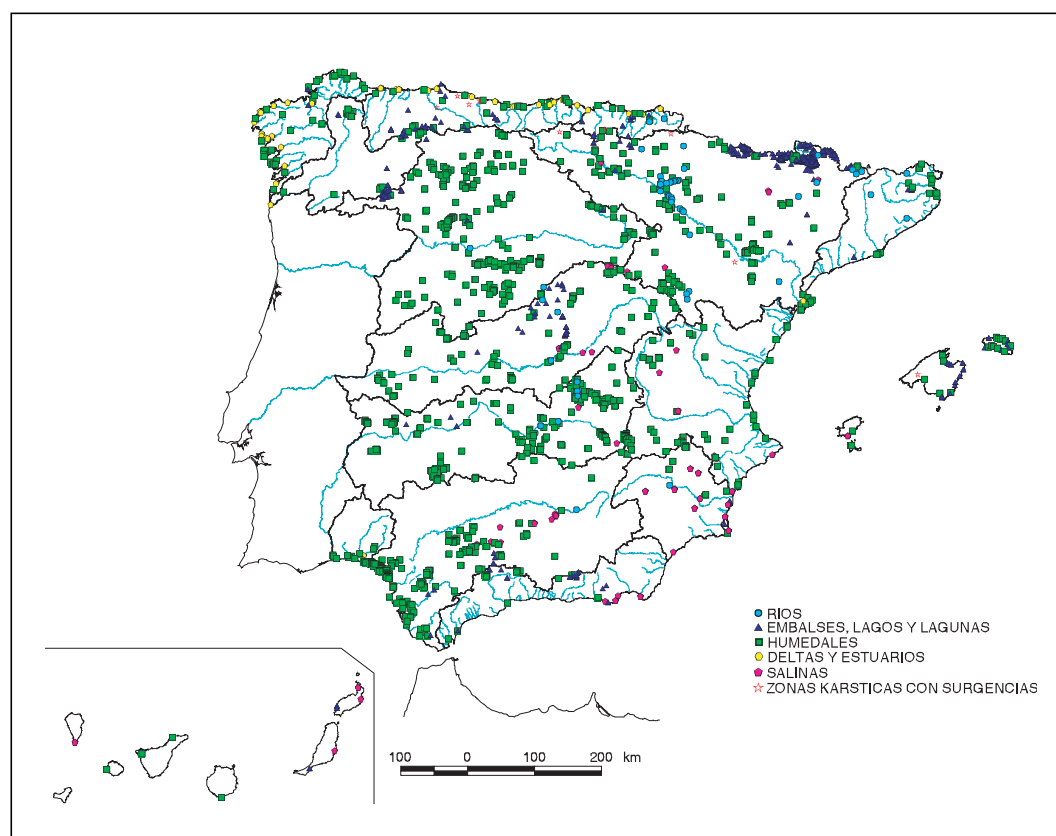 RIOS
EMBALSES, LAGOS Y LAGUNAS
HUMEDALES
DELTAS Y ESTUARIOS
SALINAS
ZONAS KARSTICAS CON SURGENCIAS
100 0 100 200 km